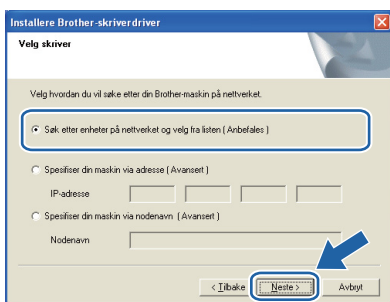 Installere Brother-skriverdriver
Velg skriver
Velg hvordan du vil søke etter din Brother-maskin på nettverket.
Søk etter enheter på nettverket og velg fra listen ( Anbefales )
Spesifiser din maskin via adresse ( Avansert )
IP-adresse
Spesifiser din maskin via nodenavn ( Avansert )
Nodenavn
< Tilbake Neste > Avbryt